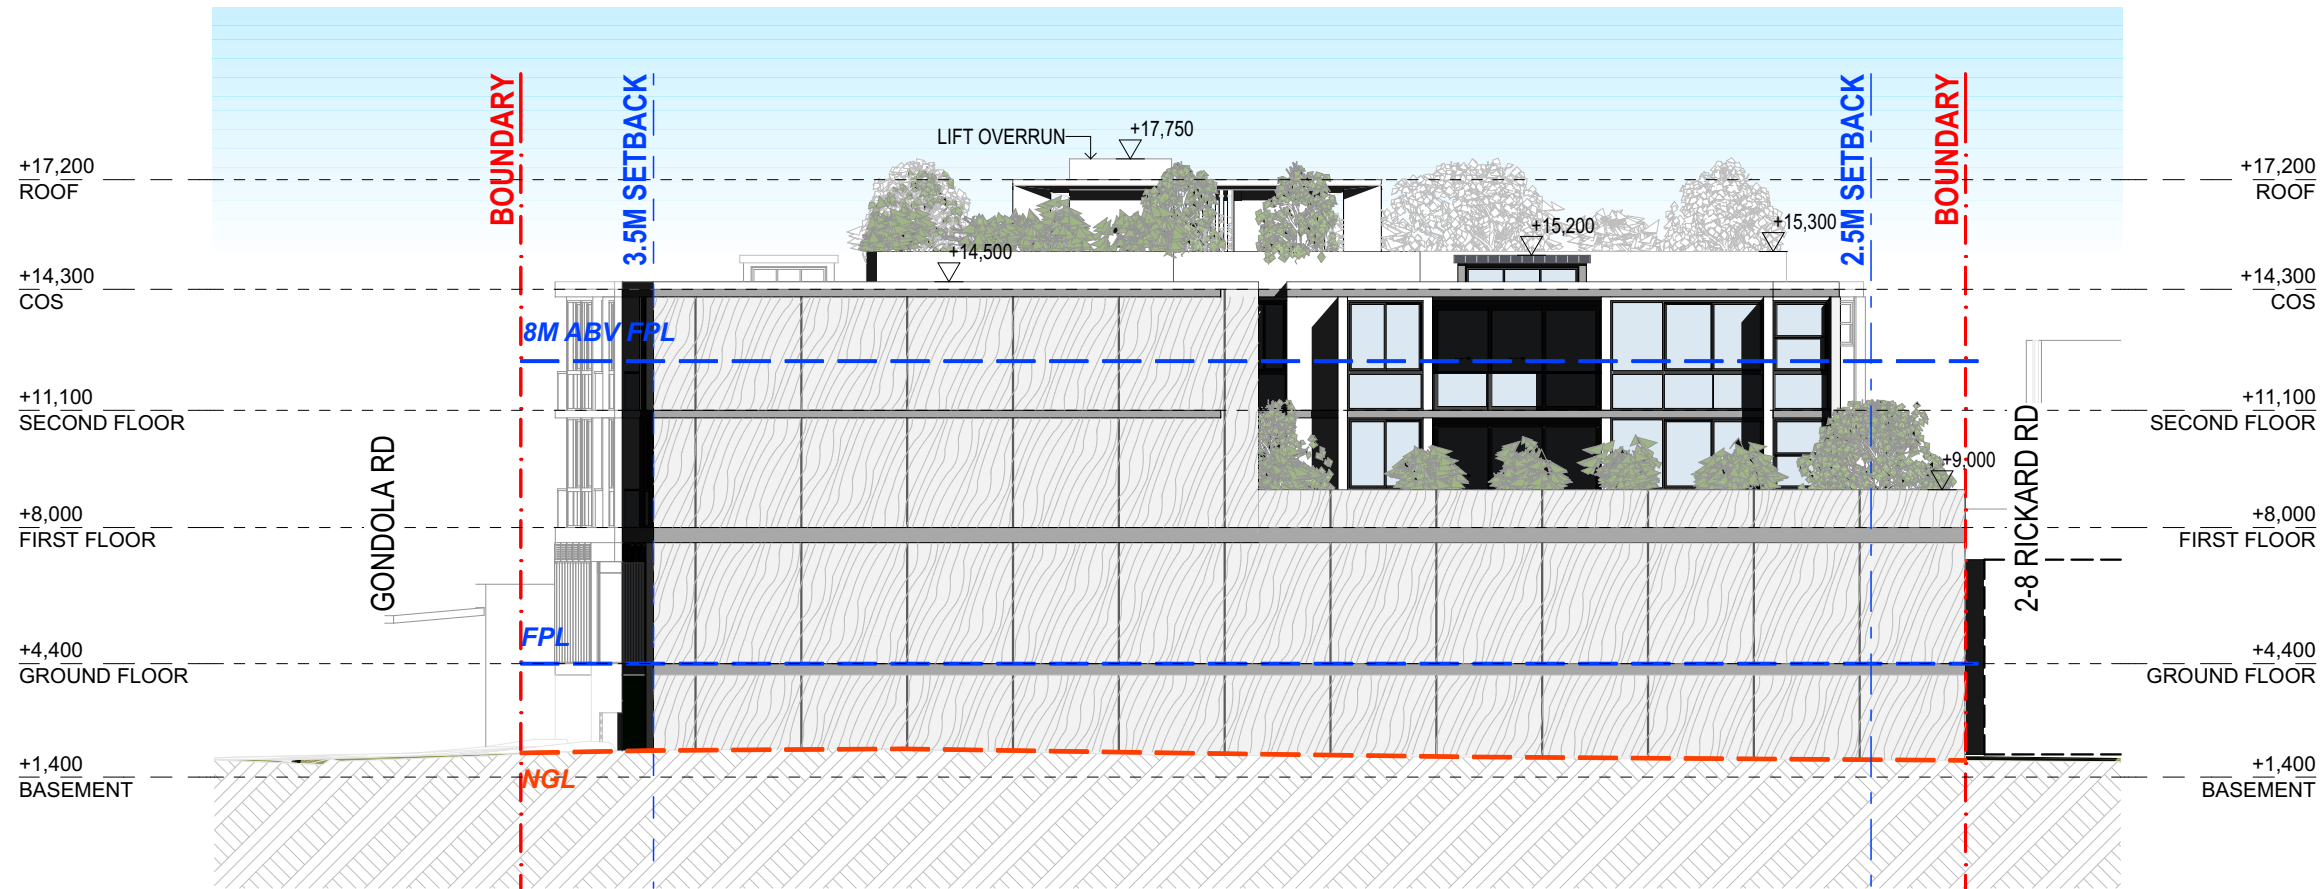 BOUNDARY
3.5M SETBACK
2.5M SETBACK
BOUNDARY
LIFT OVERRUN
+17,750
+17,200
ROOF
+17,200
ROOF
+15,200
+15,300
+14,500
+14,300
COS
+14,300
COS
8M ABV FPL
+11,100
SECOND FLOOR
+11,100
SECOND FLOOR
GONDOLA RD
2-8 RICKARD RD
+9,000
+8,000
FIRST FLOOR
+8,000
FIRST FLOOR
FPL
+4,400
GROUND FLOOR
+4,400
GROUND FLOOR
+1,400
BASEMENT
NGL
+1,400
BASEMENT